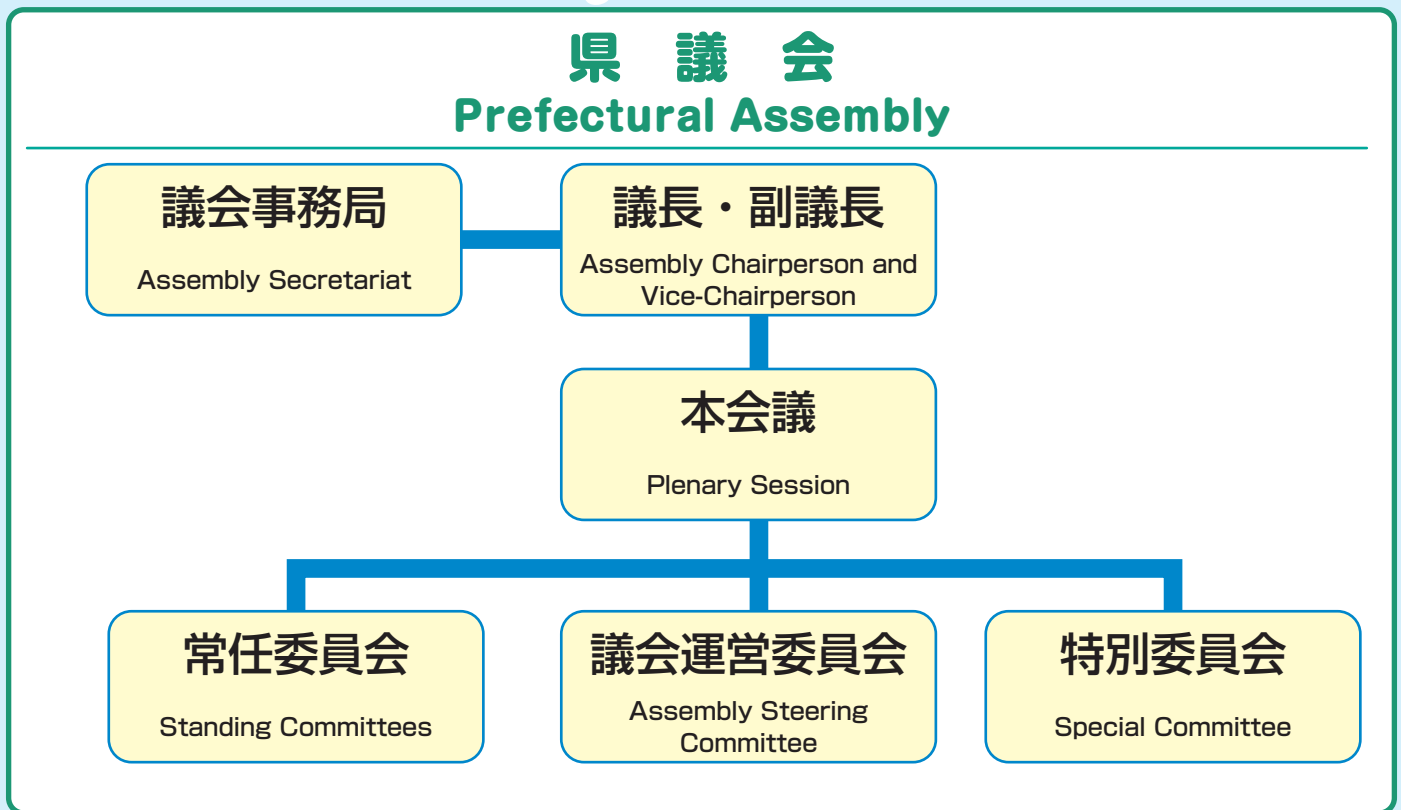 県 議 会
Prefectural Assembly
議会事務局
Assembly Secretariat
議長・副議長
Assembly Chairperson and
Vice-Chairperson
本会議
Plenary Session
常任委員会
Standing Committees
議会運営委員会
Assembly Steering
Committee
特別委員会
Special Committee